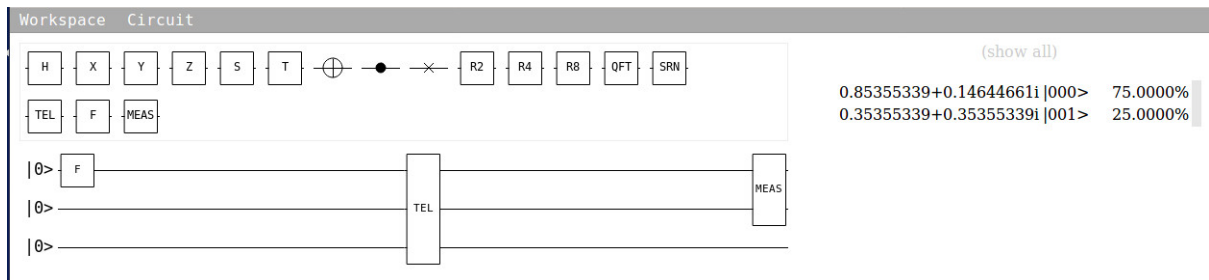 Workspace Circuit
(show all)
H X Y Z S T R2 R4 R8 QFT SRN
TEL F MEAS
0.85355339+0.14644661i |000> 75.0000%
0.35355339+0.35355339i |001> 25.0000%
|0> F
MEAS
|0> TEL
|0>